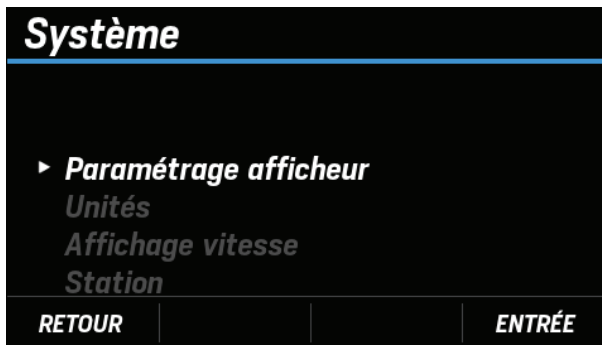 Système
Paramétrage afficheur
Unités
Affichage vitesse
Station
RETOUR ENTRÉE